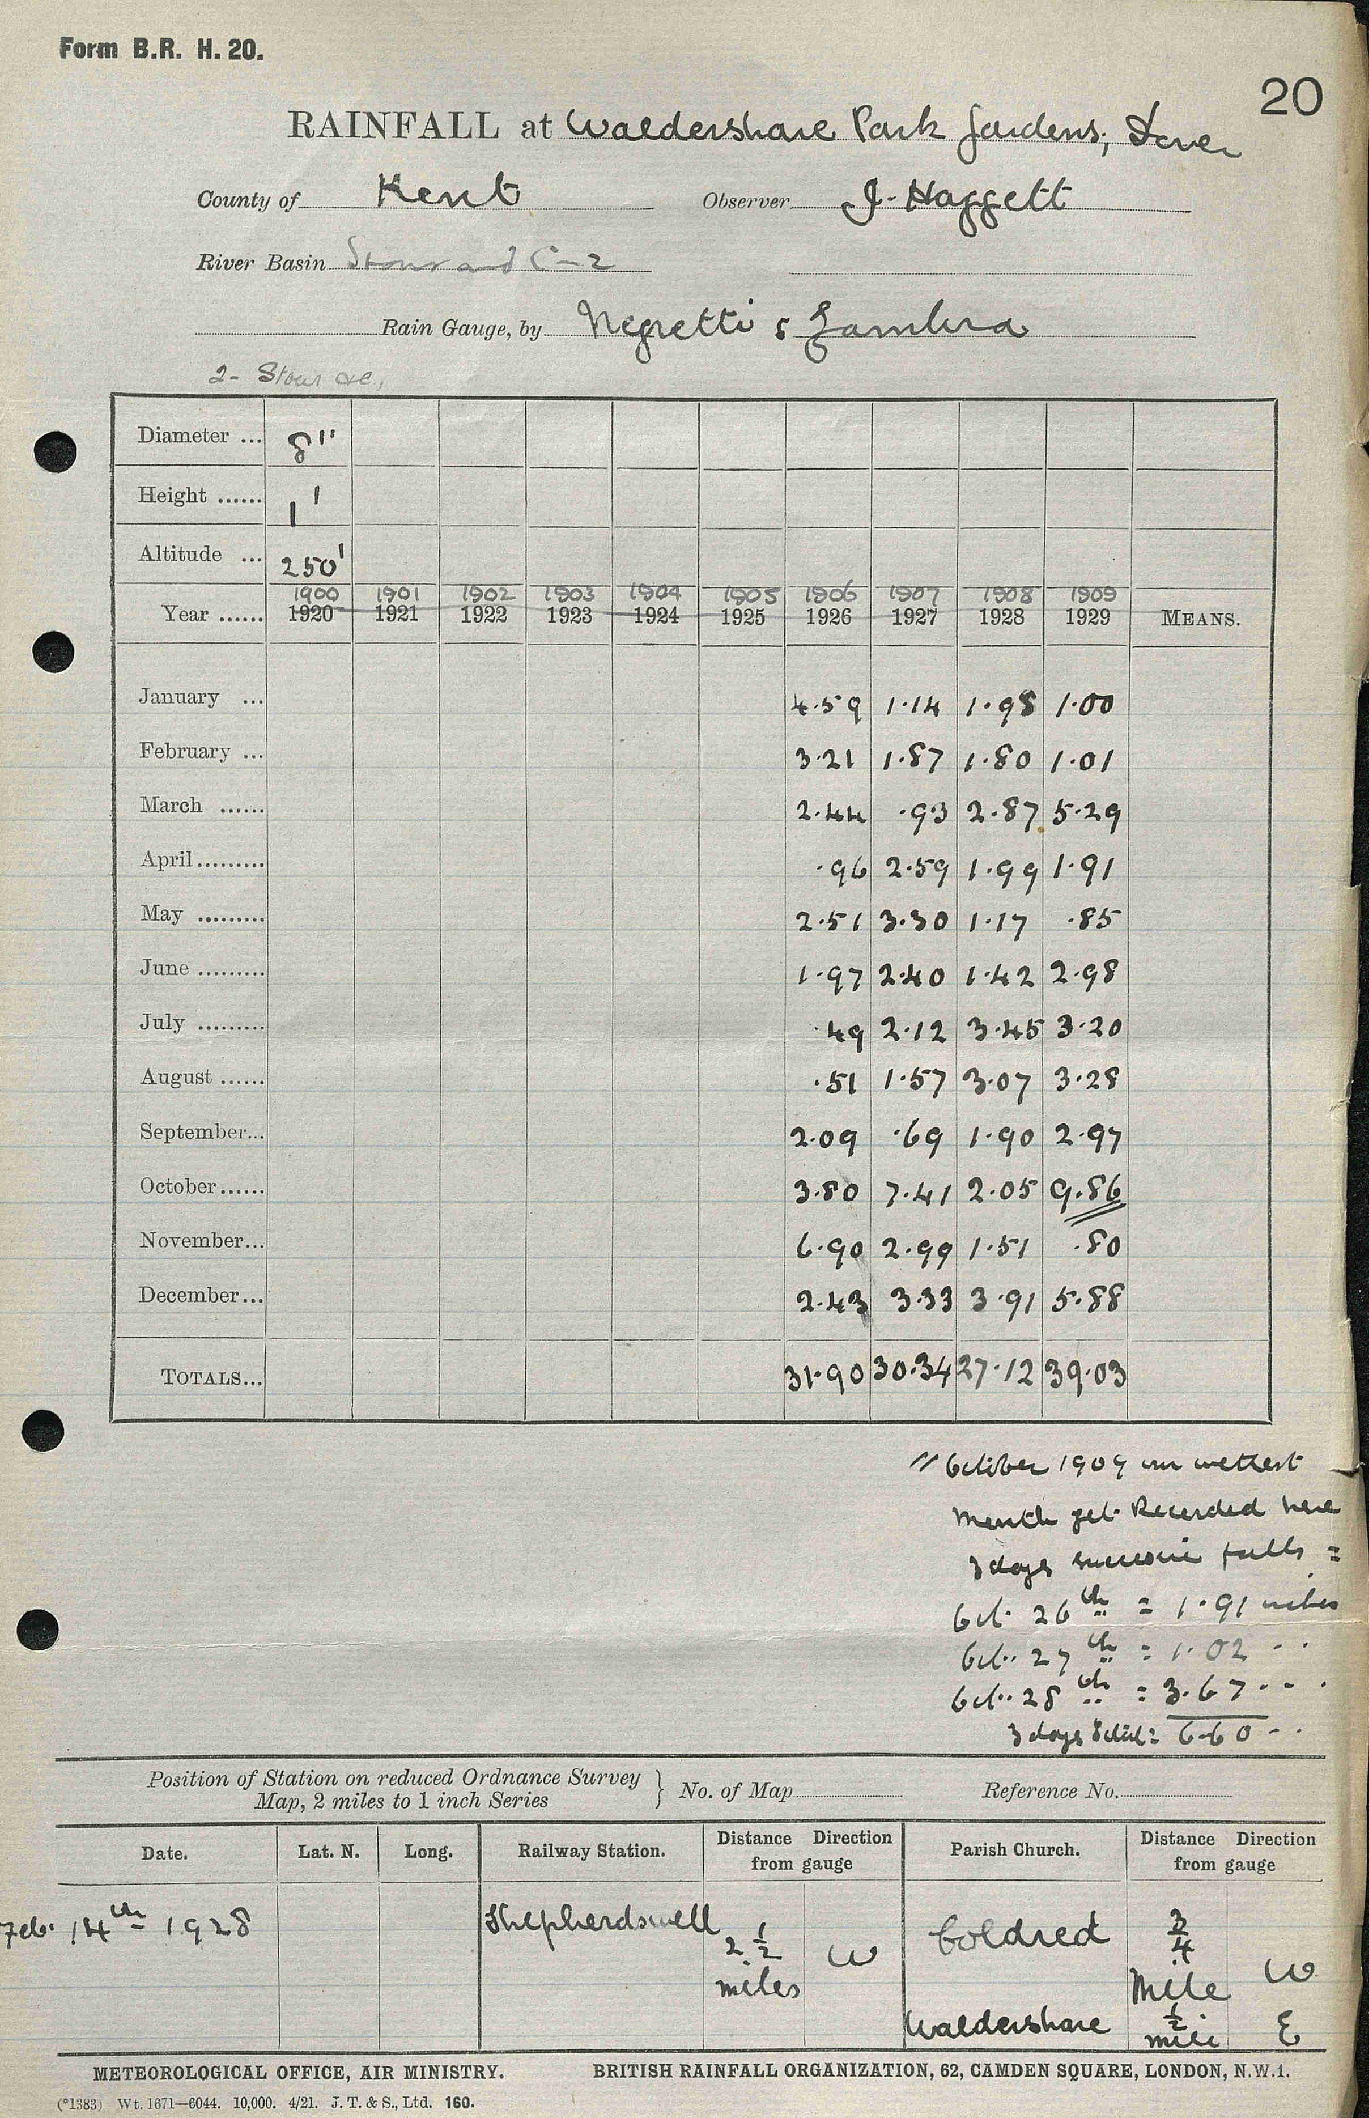 Form B.R. H. 20.
20
RAINFALL at Waldershare Park Gardens, Dover
County of Kent Observer J. Haggett
River Basin Stour and
Rain Gauge, by Negretti & Zambra
2 - Stour &c.,
Diameter ... 8"
Height ...... 1'
Altitude ... 250'
1900 1901 1902 1903 1904 1905 1906 1907 1908 1909
Year ...... 1920 1921 1922 1923 1924 1925 1926 1927 1928 1929 MEANS.
January ... 4.59 1.14 1.98 1.00
February ... 3.21 1.87 1.80 1.01
March ...... 2.44 .93 2.87 5.29
April ......... .96 2.59 1.99 1.91
May ......... 2.51 3.30 1.17 .85
June ......... 1.97 2.40 1.42 2.98
July ......... .49 2.12 3.45 3.20
August ...... .51 1.57 3.07 3.28
September... 2.09 .69 1.90 2.97
October...... 3.80 7.41 2.05 9.86
November... 6.90 2.99 1.51 .80
December... 2.43 3.33 3.91 5.88
TOTALS... 31.90 30.34 27.12 39.03
" October 1909 our wettest
Month yet Recorded here
3 days successive falls =
Oct. 26th = 1.91 inches
Oct. 27th = 1.02 . .
Oct. 28th = 3.67 . . .
3 days total = 6.60 . .
Position of Station on reduced Ordnance Survey
Map, 2 miles to 1 inch Series } No. of Map Reference No.
Date. Lat. N. Long. Railway Station. Distance Direction from gauge Parish Church. Distance Direction from gauge
Feb. 14th 1928 Shepherdswell 2 1/2 miles W Coldred 3/4 Mile W
Waldershare 1/2 mile E
METEOROLOGICAL OFFICE, AIR MINISTRY. BRITISH RAINFALL ORGANIZATION, 62, CAMDEN SQUARE, LONDON, N.W.1.
(*1383) Wt. 1671—6044. 10,000. 4/21. J. T. & S., Ltd. 160.